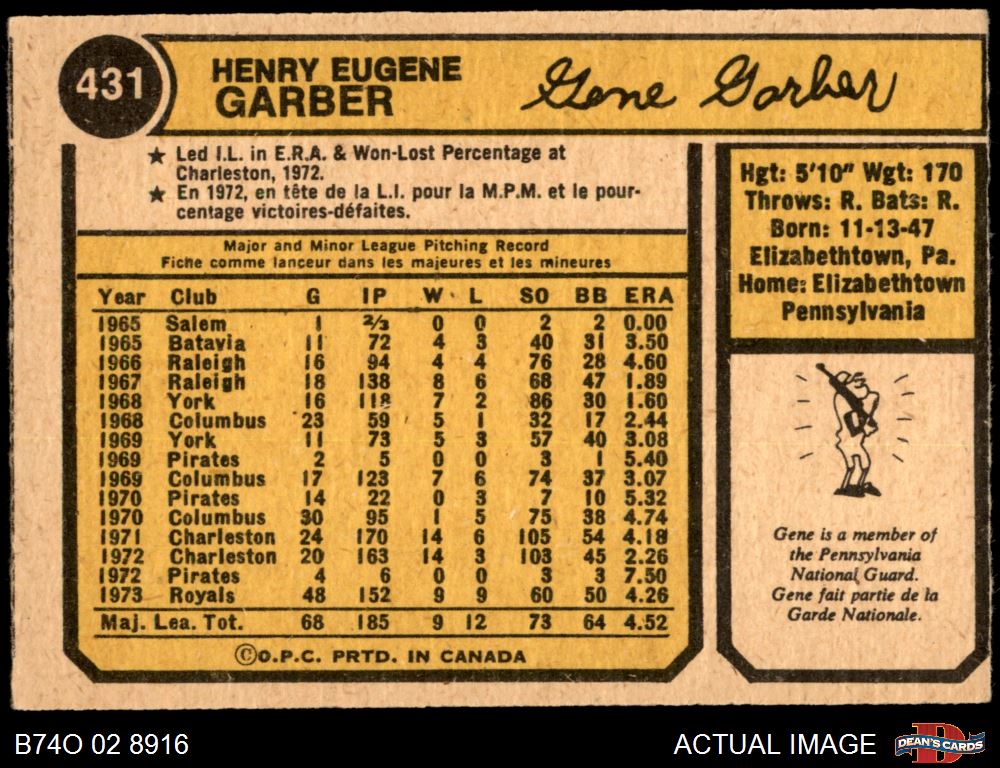 431
HENRY EUGENE
GARBER
Gene Garber
★ Led I.L. in E.R.A. & Won-Lost Percentage at
Charleston, 1972.
★ En 1972, en tête de la L.I. pour la M.P.M. et le pour-
centage victoires-défaites.
Major and Minor League Pitching Record
Fiche comme lanceur dans les majeures et les mineures
Year Club G IP W L SO BB ERA
1965 Salem 1 2/3 0 0 2 2 0.00
1965 Batavia 11 72 4 3 40 31 3.50
1966 Raleigh 16 94 4 4 76 28 4.60
1967 Raleigh 18 138 8 6 68 47 1.89
1968 York 16 118 7 2 86 30 1.60
1968 Columbus 23 59 5 1 32 17 2.44
1969 York 11 73 5 3 57 40 3.08
1969 Pirates 2 5 0 0 3 1 5.40
1969 Columbus 17 123 7 6 74 37 3.07
1970 Pirates 14 22 0 3 7 10 5.32
1970 Columbus 30 95 1 5 75 38 4.74
1971 Charleston 24 170 14 6 105 54 4.18
1972 Charleston 20 163 14 3 103 45 2.26
1972 Pirates 4 6 0 0 3 3 7.50
1973 Royals 48 152 9 9 60 50 4.26
Maj. Lea. Tot. 68 185 9 12 73 64 4.52
©O.P.C. PRTD. IN CANADA
Hgt: 5'10" Wgt: 170
Throws: R. Bats: R.
Born: 11-13-47
Elizabethtown, Pa.
Home: Elizabethtown
Pennsylvania
Gene is a member of
the Pennsylvania
National Guard.
Gene fait partie de la
Garde Nationale.
B74O 02 8916
ACTUAL IMAGE
D
DEAN'S CARDS